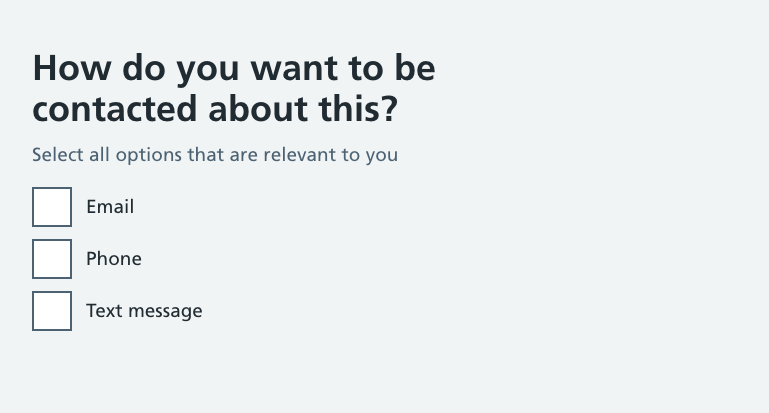 How do you want to be
contacted about this?
Select all options that are relevant to you
Email
Phone
Text message